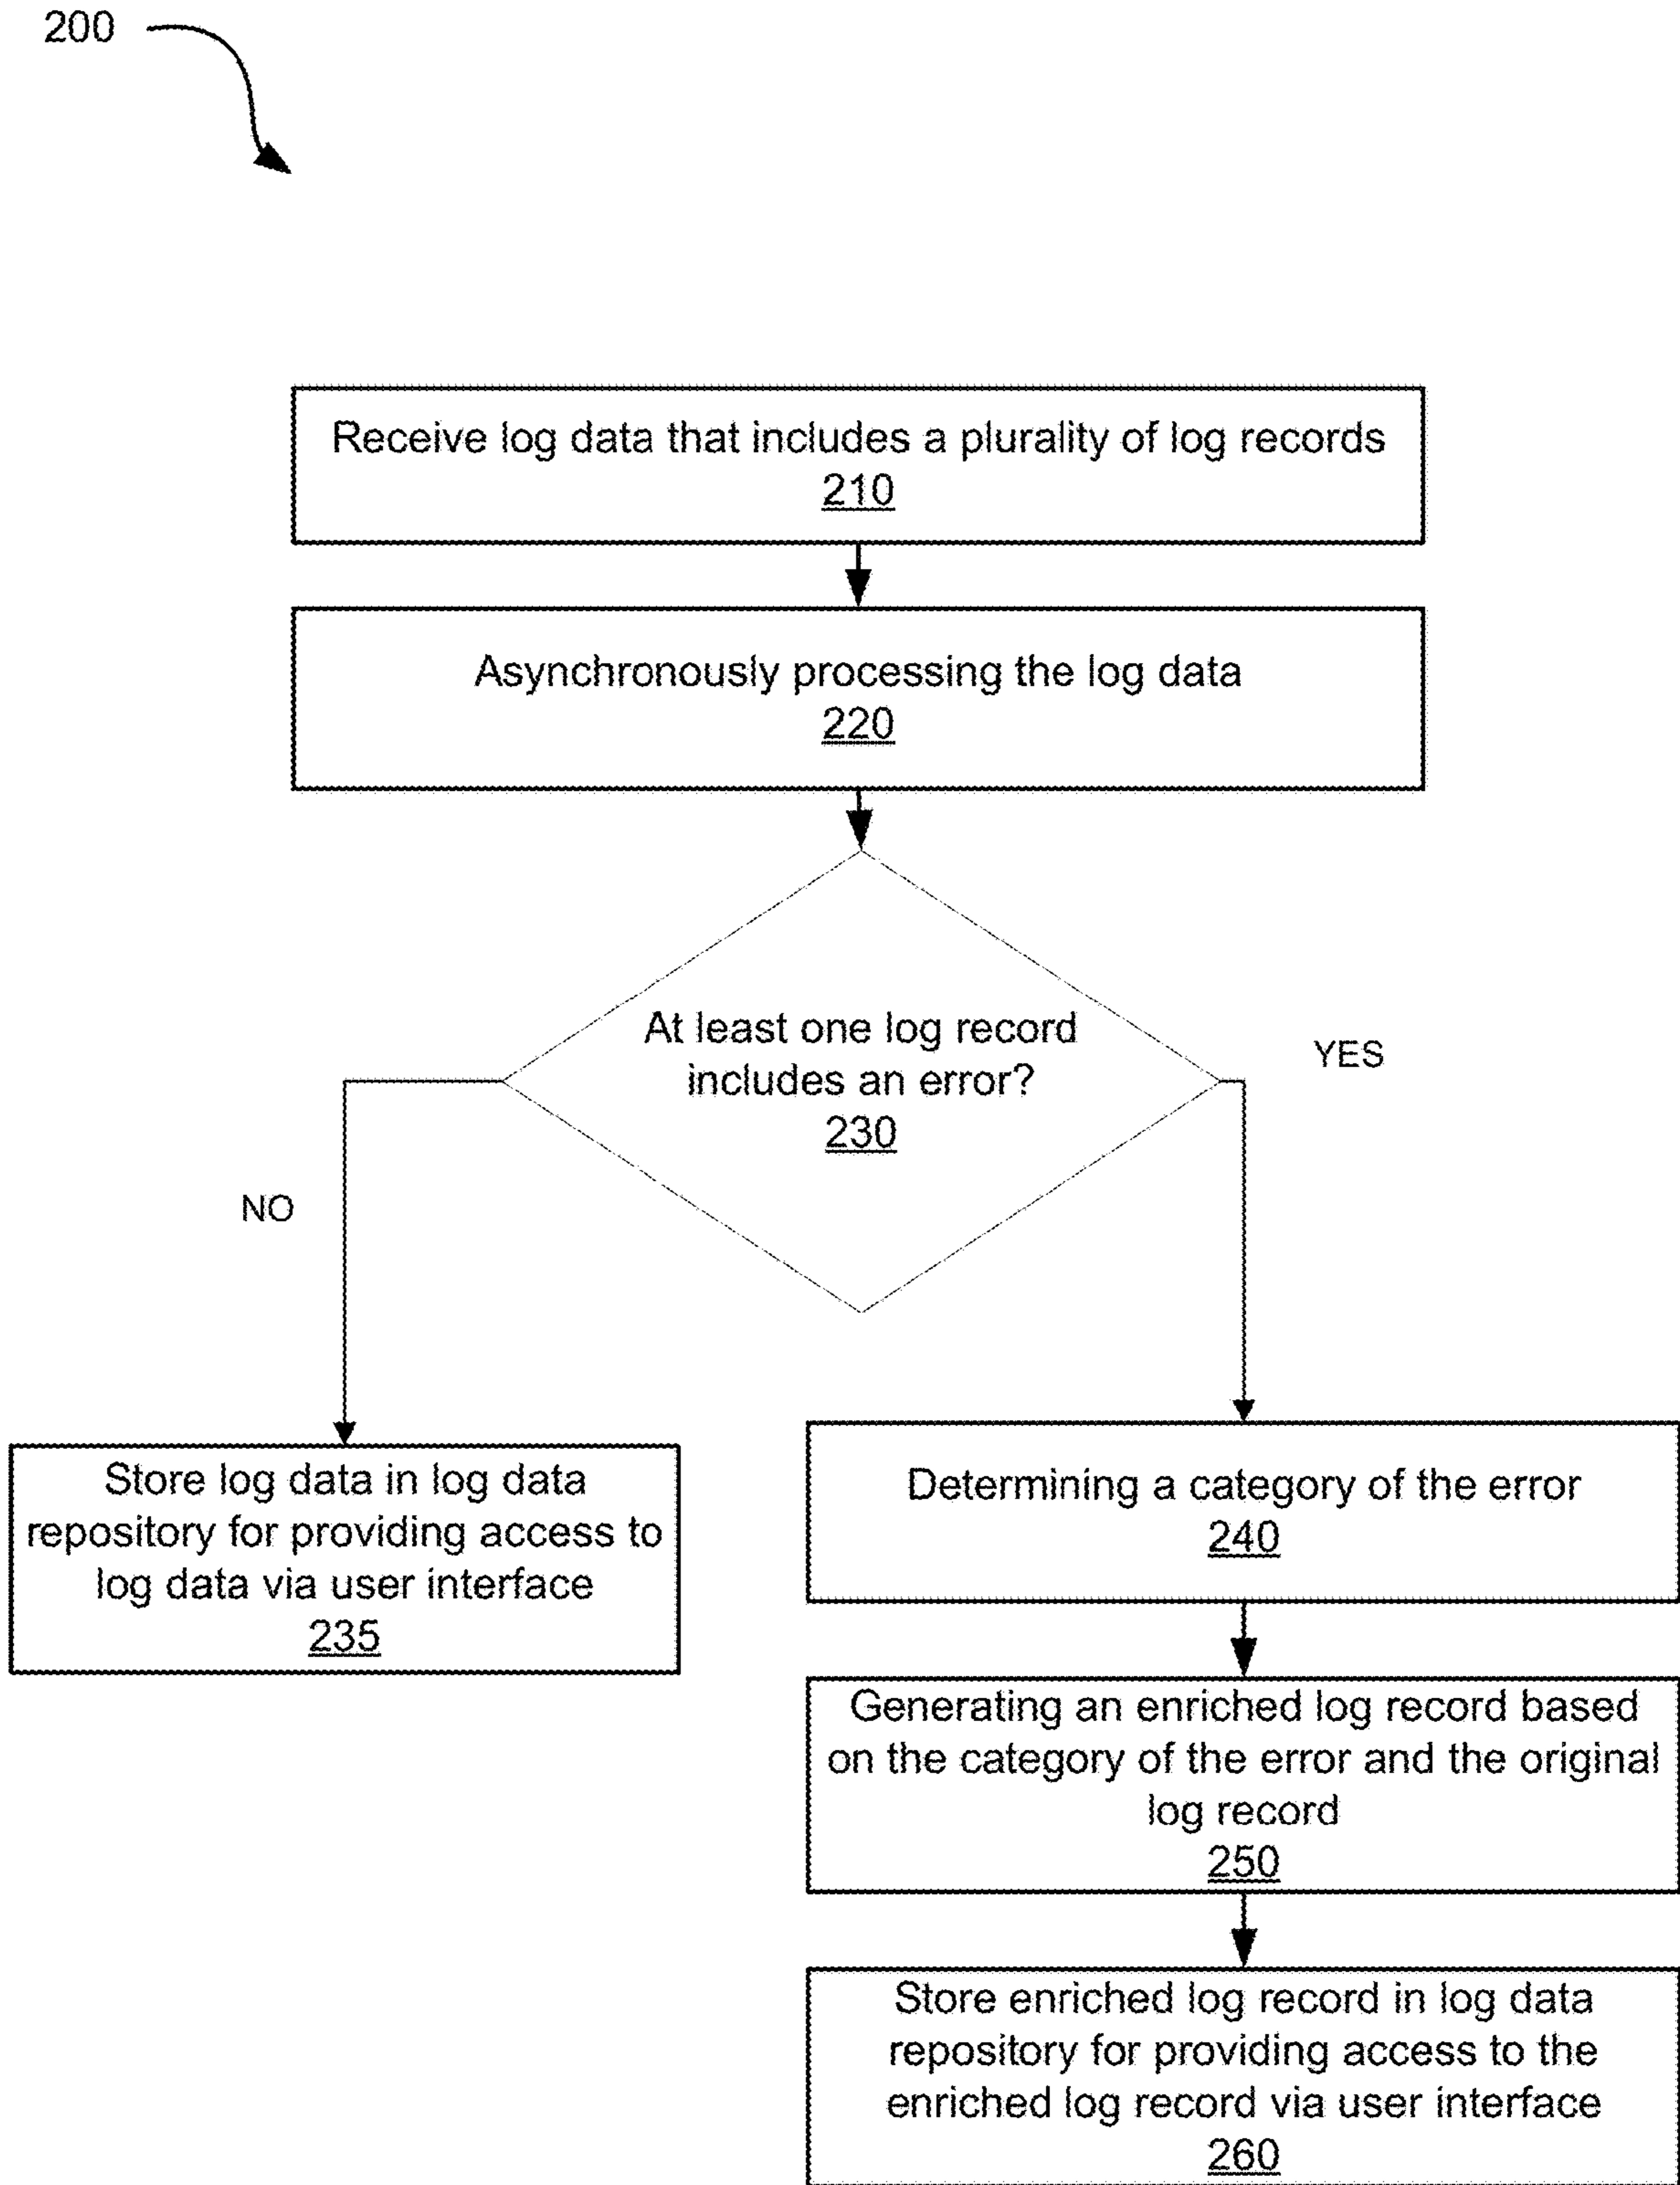 200
Receive log data that includes a plurality of log records
210
Asynchronously processing the log data
220
At least one log record
includes an error?
230
YES
NO
Store log data in log data
repository for providing access to
log data via user interface
235
Determining a category of the error
240
Generating an enriched log record based
on the category of the error and the original
log record
250
Store enriched log record in log data
repository for providing access to the
enriched log record via user interface
260